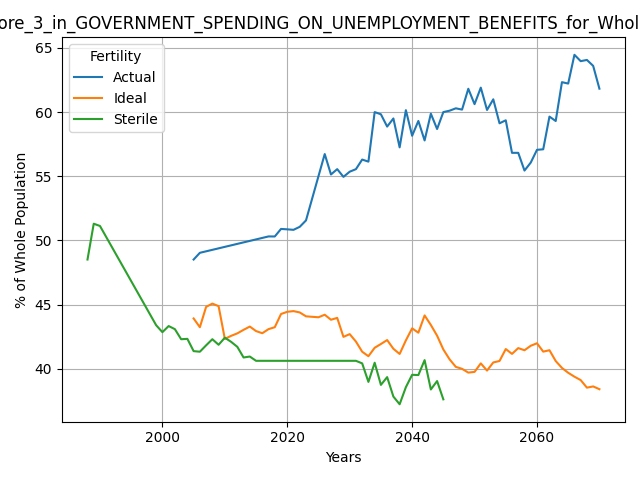 ore_3_in_GOVERNMENT_SPENDING_ON_UNEMPLOYMENT_BENEFITS_for_Whol
Fertility
Actual
Ideal
Sterile
% of Whole Population
65
60
55
50
45
40
2000
2020
2040
2060
Years